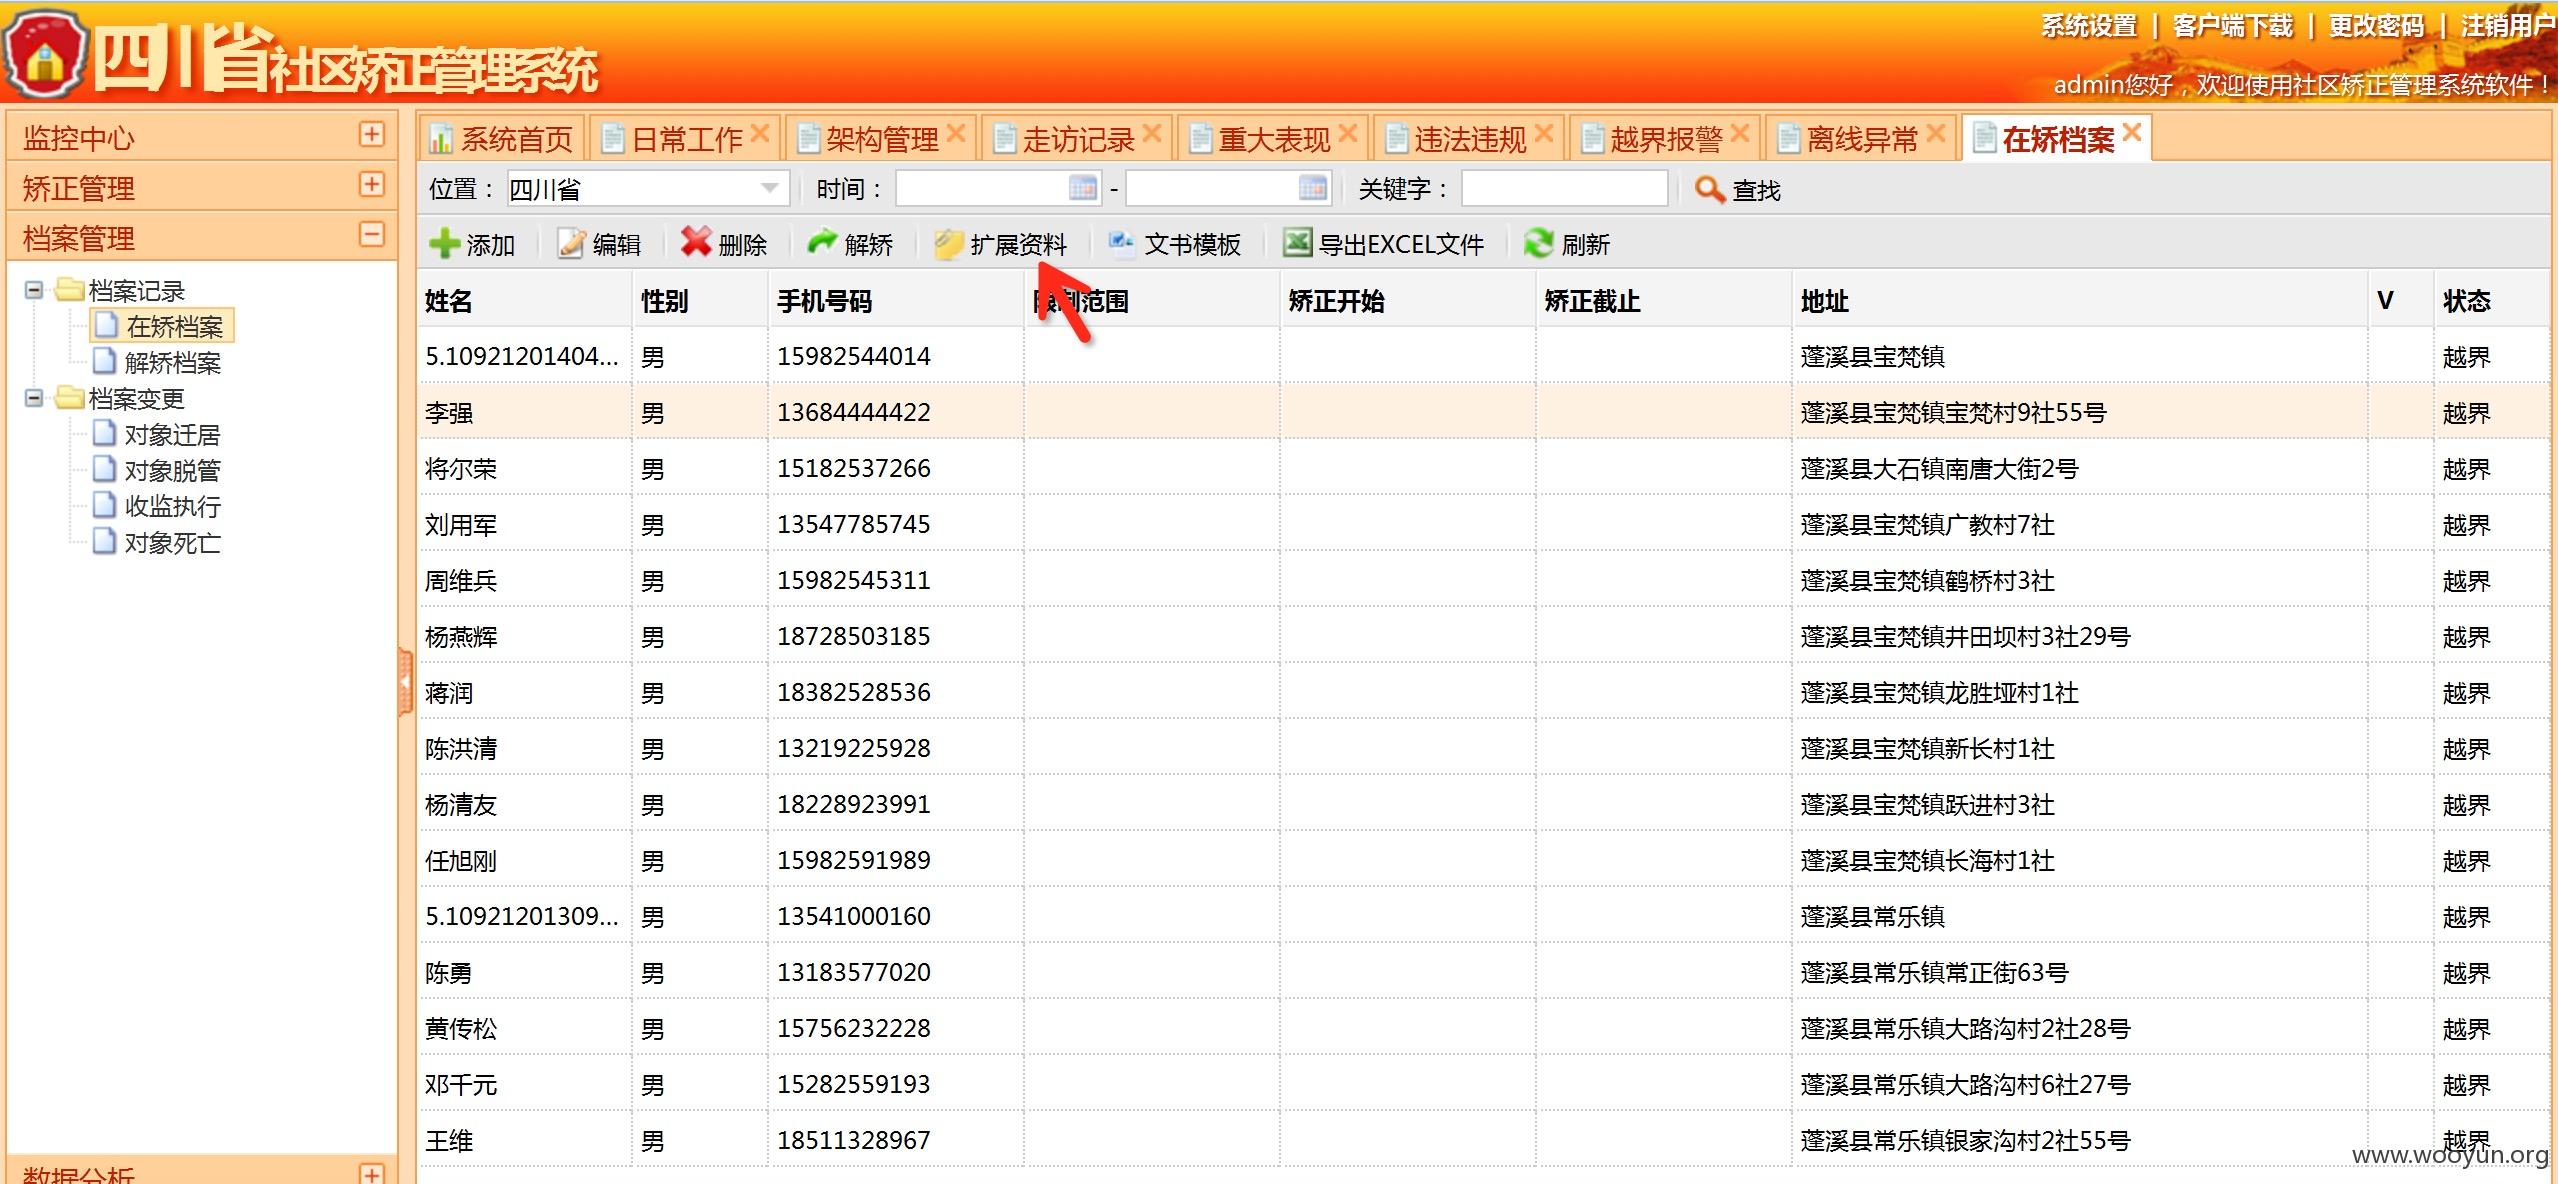 四川省社区矫正管理系统
系统设置 | 客户端下载 | 更改密码 | 注销用户
admin您好，欢迎使用社区矫正管理系统软件！
监控中心
矫正管理
档案管理
档案记录
在矫档案
解矫档案
档案变更
对象迁居
对象脱管
收监执行
对象死亡
数据分析
系统首页 日常工作 架构管理 走访记录 重大表现 违法违规 越界报警 离线异常 在矫档案
位置： 四川省 时间： - 关键字： 查找
添加 编辑 删除 解矫 扩展资料 文书模板 导出EXCEL文件 刷新
姓名 性别 手机号码 范围 矫正开始 矫正截止 地址 V 状态
5.10921201404... 男 15982544014 蓬溪县宝梵镇 越界
李强 男 13684444422 蓬溪县宝梵镇宝梵村9社55号 越界
将尔荣 男 15182537266 蓬溪县大石镇南唐大街2号 越界
刘用军 男 13547785745 蓬溪县宝梵镇广教村7社 越界
周维兵 男 15982545311 蓬溪县宝梵镇鹤桥村3社 越界
杨燕辉 男 18728503185 蓬溪县宝梵镇井田坝村3社29号 越界
蒋润 男 18382528536 蓬溪县宝梵镇龙胜垭村1社 越界
陈洪清 男 13219225928 蓬溪县宝梵镇新长村1社 越界
杨清友 男 18228923991 蓬溪县宝梵镇跃进村3社 越界
任旭刚 男 15982591989 蓬溪县宝梵镇长海村1社 越界
5.10921201309... 男 13541000160 蓬溪县常乐镇 越界
陈勇 男 13183577020 蓬溪县常乐镇常正街63号 越界
黄传松 男 15756232228 蓬溪县常乐镇大路沟村2社28号 越界
邓千元 男 15282559193 蓬溪县常乐镇大路沟村6社27号 越界
王维 男 18511328967 蓬溪县常乐镇银家沟村2社55号 越界
www.wooyun.org